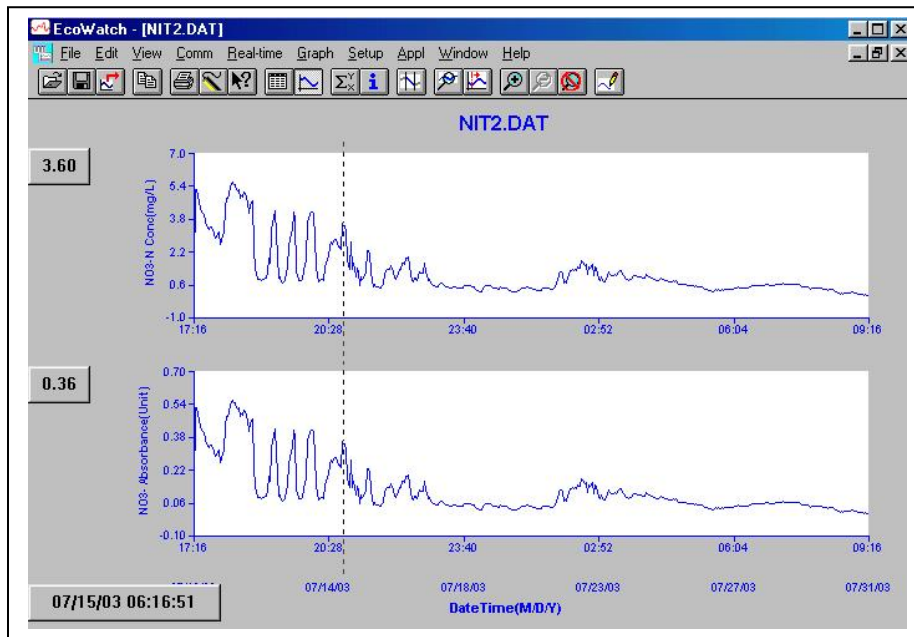 EcoWatch - [NIT2.DAT]
File Edit View Comm Real-time Graph Setup Appl Window Help
NIT2.DAT
3.60
NO3-N Conc(mg/L)
7.0
5.4
3.8
2.2
0.6
-1.0
17:16 20:28 23:40 02:52 06:04 09:16
0.36
NO3- Absorbance(Unit)
0.70
0.54
0.38
0.22
0.06
-0.10
17:16 20:28 23:40 02:52 06:04 09:16
07/14/03 07/18/03 07/23/03 07/27/03 07/31/03
07/15/03 06:16:51
DateTime(M/D/Y)